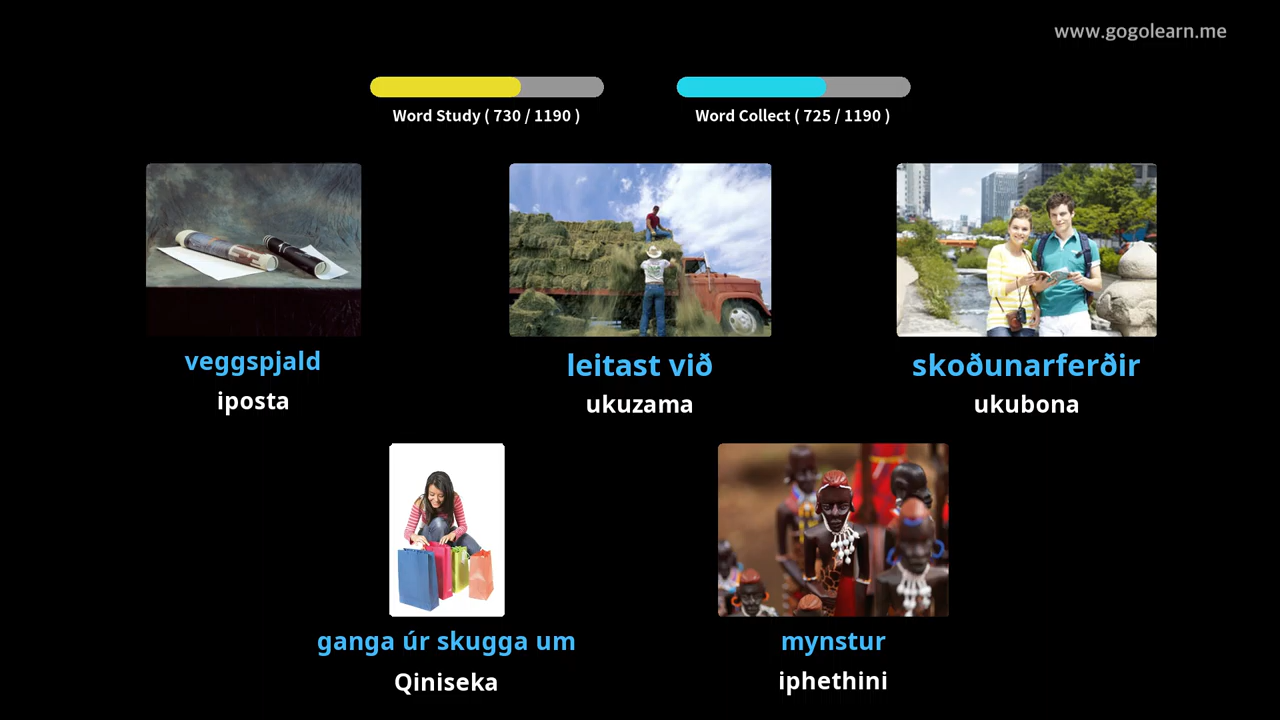 www.gogolearn.me
Word Study ( 730 / 1190 )
Word Collect ( 725 / 1190 )
veggspjald
iposta
leitast við
ukuzama
skoðunarferðir
ukubona
ganga úr skugga um
Qiniseka
mynstur
iphethini